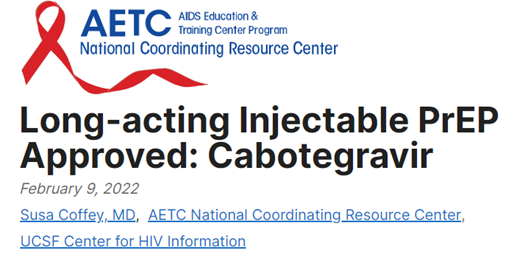 AETC AIDS Education &
Training Center Program
National Coordinating Resource Center
Long-acting Injectable PrEP
Approved: Cabotegravir
February 9, 2022
Susa Coffey, MD, AETC National Coordinating Resource Center,
UCSF Center for HIV Information